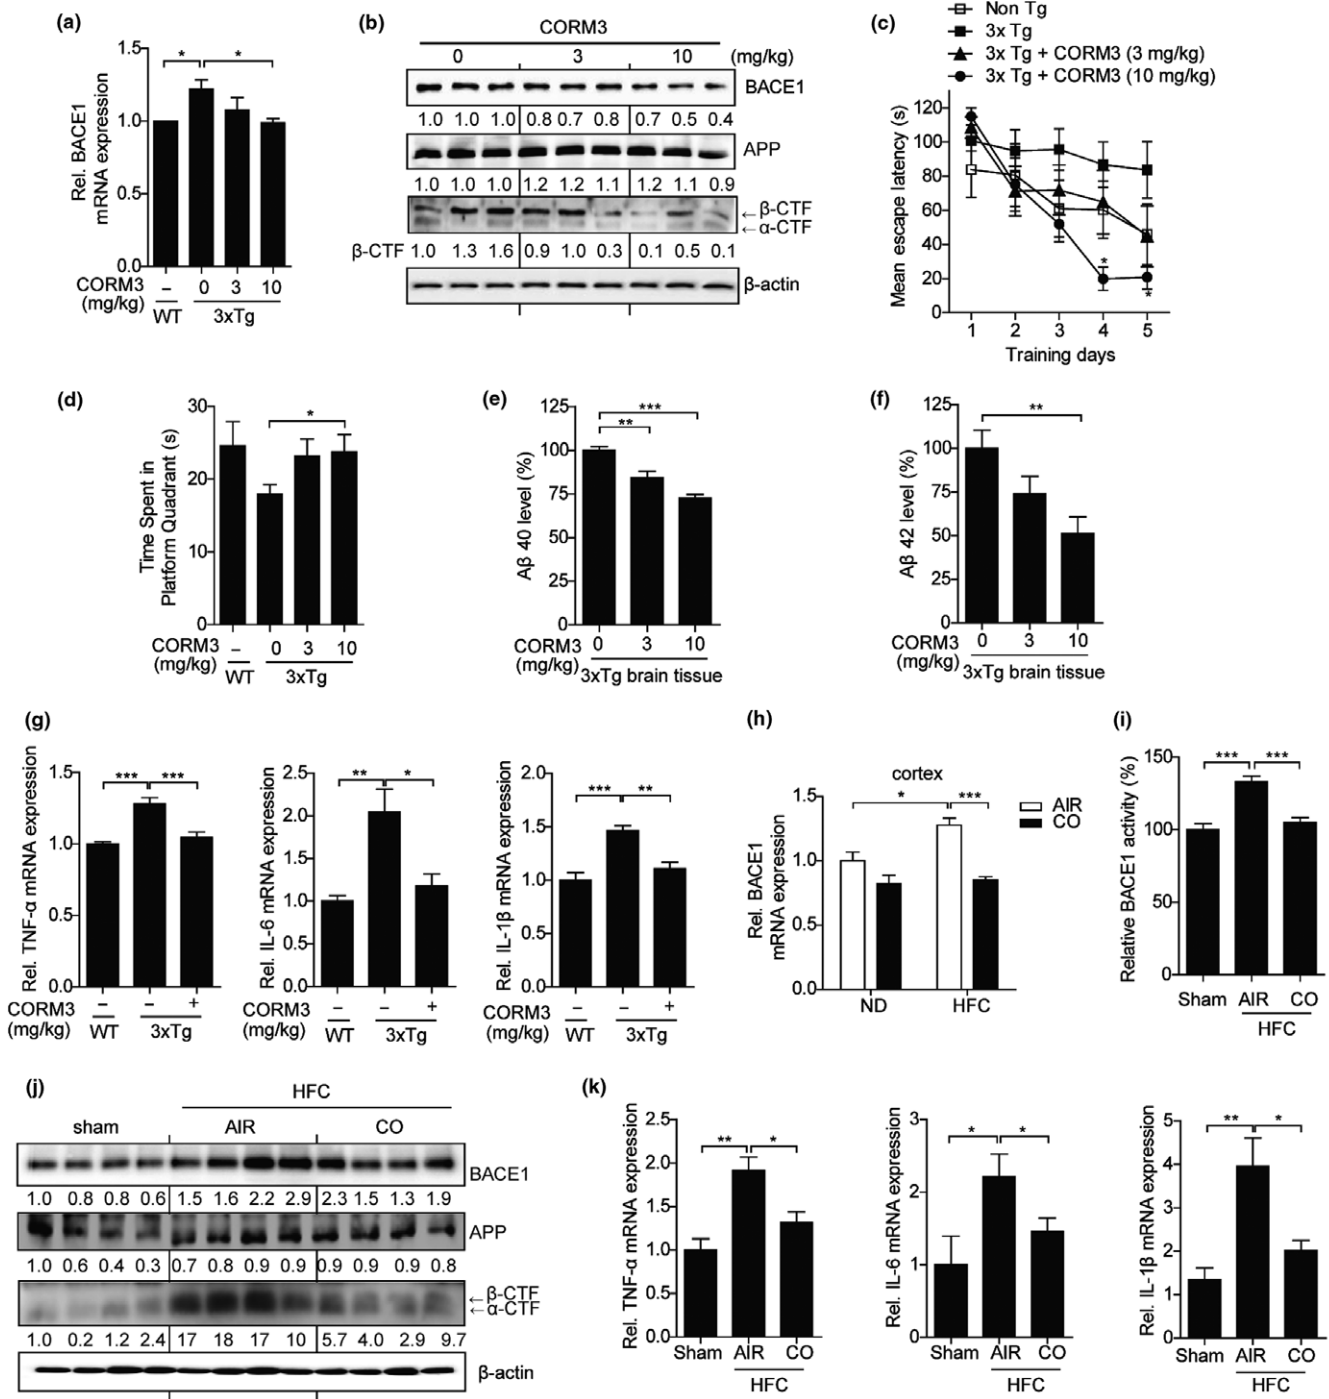 (a)
Rel. BACE1
mRNA expression
1.5
1.0
0.5
0.0
*
*
CORM3
(mg/kg)
– 0 3 10
WT 3xTg
(b)
CORM3
0 3 10 (mg/kg)
BACE1
1.0 1.0 1.0 0.8 0.7 0.8 0.7 0.5 0.4
APP
1.0 1.0 1.0 1.2 1.2 1.1 1.2 1.1 0.9
←β-CTF
←α-CTF
β-CTF 1.0 1.3 1.6 0.9 1.0 0.3 0.1 0.5 0.1
β-actin
(c)
Non Tg
3x Tg
3x Tg + CORM3 (3 mg/kg)
3x Tg + CORM3 (10 mg/kg)
Mean escape latency (s)
120
100
80
60
40
20
0
*
*
1 2 3 4 5
Training days
(d)
Time Spent in
Platform Quadrant (s)
30
20
10
0
*
CORM3
(mg/kg)
– 0 3 10
WT 3xTg
(e)
Aβ 40 level (%)
125
100
75
50
25
0
***
**
CORM3
(mg/kg)
0 3 10
3xTg brain tissue
(f)
Aβ 42 level (%)
125
100
75
50
25
0
**
CORM3
(mg/kg)
0 3 10
3xTg brain tissue
(g)
Rel. TNF-α mRNA expression
1.5
1.0
0.5
0.0
*** ***
CORM3
(mg/kg)
– – +
WT 3xTg
Rel. IL-6 mRNA expression
2.5
2.0
1.5
1.0
0.5
0.0
** *
CORM3
(mg/kg)
– – +
WT 3xTg
Rel. IL-1β mRNA expression
2.0
1.5
1.0
0.5
0.0
*** **
CORM3
(mg/kg)
– – +
WT 3xTg
(h)
cortex
Rel. BACE1
mRNA expression
1.5
1.0
0.5
0.0
* ***
AIR
CO
ND HFC
(i)
Relative BACE1 activity (%)
150
100
50
0
*** ***
Sham AIR CO
HFC
(j)
HFC
sham AIR CO
BACE1
1.0 0.8 0.8 0.6 1.5 1.6 2.2 2.9 2.3 1.5 1.3 1.9
APP
1.0 0.6 0.4 0.3 0.7 0.8 0.9 0.9 0.9 0.9 0.9 0.8
←β-CTF
←α-CTF
1.0 0.2 1.2 2.4 17 18 17 10 5.7 4.0 2.9 9.7
β-actin
(k)
Rel. TNF-α mRNA expression
2.5
2.0
1.5
1.0
0.5
0.0
** *
Sham AIR CO
HFC
Rel. IL-6 mRNA expression
3
2
1
0
* *
Sham AIR CO
HFC
Rel. IL-1β mRNA expression
5
4
3
2
1
0
** *
Sham AIR CO
HFC